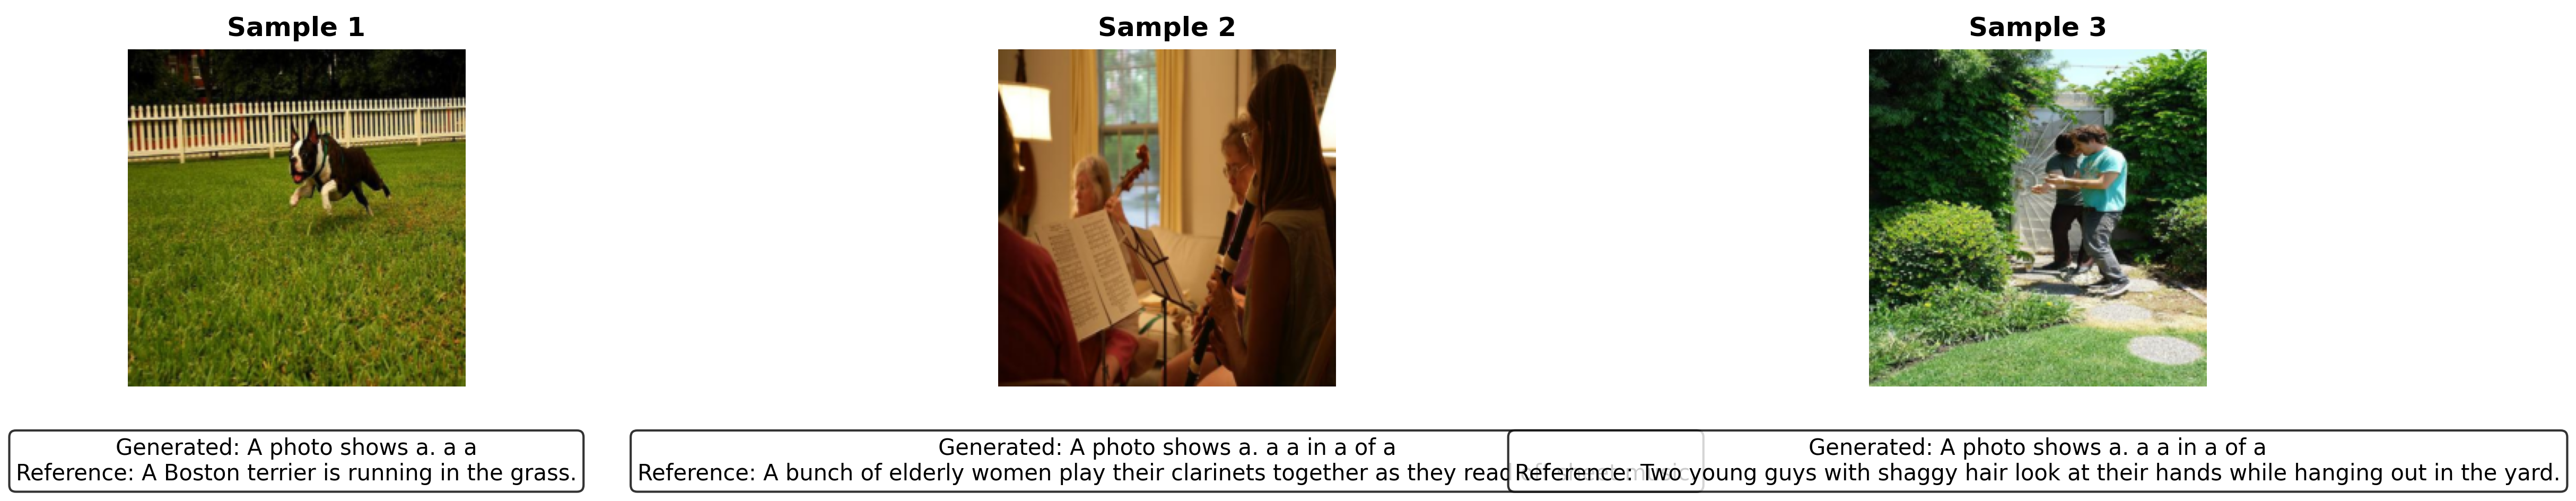 Sample 1
Sample 2
Sample 3
Generated: A photo shows a. a a
Reference: A Boston terrier is running in the grass.
Generated: A photo shows a. a a in a of a
Reference: A bunch of elderly women play their clarinets together as they read
Generated: A photo shows a. a a in a of a
Reference: Two young guys with shaggy hair look at their hands while hanging out in the yard.